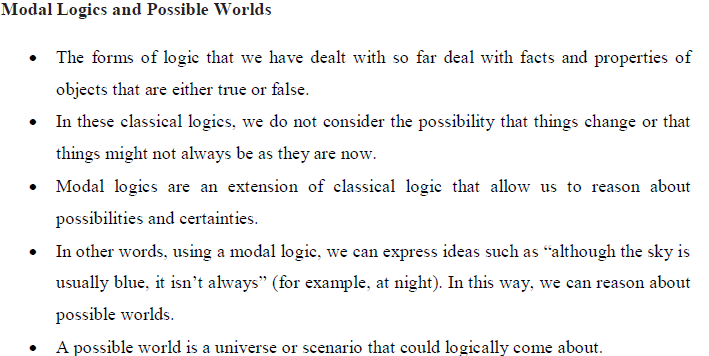 Modal Logics and Possible Worlds
• The forms of logic that we have dealt with so far deal with facts and properties of
objects that are either true or false.
• In these classical logics, we do not consider the possibility that things change or that
things might not always be as they are now.
• Modal logics are an extension of classical logic that allow us to reason about
possibilities and certainties.
• In other words, using a modal logic, we can express ideas such as “although the sky is
usually blue, it isn’t always” (for example, at night). In this way, we can reason about
possible worlds.
• A possible world is a universe or scenario that could logically come about.